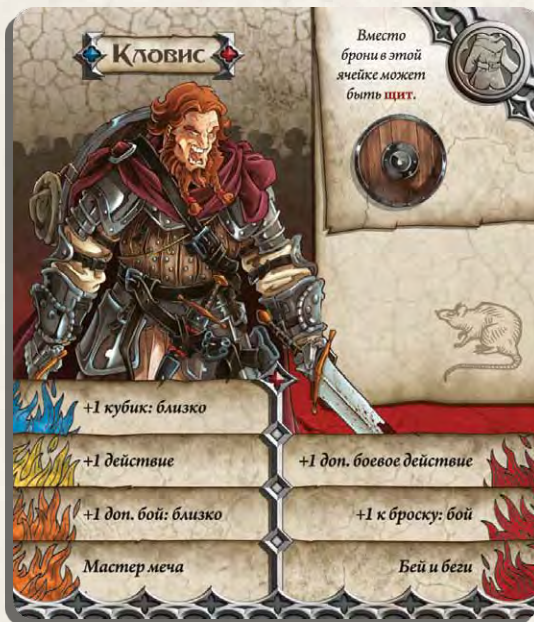 Кловис
Вместо
брони в этой
ячейке может
быть щит.
+1 кубик: близко
+1 действие
+1 доп. боевое действие
+1 доп. бой: близко
+1 к броску: бой
Мастер меча
Бей и беги